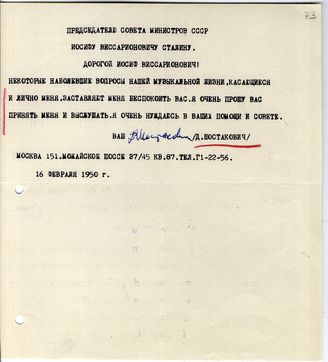 73
ПРЕДСЕДАТЕЛЮ СОВЕТА МИНИСТРОВ СССР
ИОСИФУ ВИССАРИОНОВИЧУ СТАЛИНУ.
ДОРОГОЙ ИОСИФ ВИССАРИОНОВИЧ!
НЕКОТОРЫЕ НАБОЛЕВШИЕ ВОПРОСЫ НАШЕЙ МУЗЫКАЛЬНОЙ ЖИЗНИ,КАСАЮЩИЕСЯ
И ЛИЧНО МЕНЯ,ЗАСТАВЛЯЕТ МЕНЯ БЕСПОКОИТЬ ВАС.Я ОЧЕНЬ ПРОШУ ВАС
ПРИНЯТЬ МЕНЯ И ВЫСЛУШАТЬ.Я ОЧЕНЬ НУЖДАЮСЬ В ВАШИХ ПОМОЩИ И СОВЕТЕ.
ВАШ ДШостакович /Д.ШОСТАКОВИЧ/
МОСКВА 151.МОЖАЙСКОЕ ШОССЕ 37/45 КВ.87.ТЕЛ.Г1-22-56.
16 ФЕВРАЛЯ 1950 г.